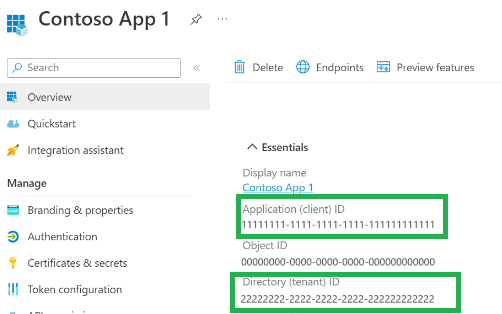 Contoso App 1
Search
Overview
Quickstart
Integration assistant
Manage
Branding & properties
Authentication
Certificates & secrets
Token configuration
Delete
Endpoints
Preview features
Essentials
Display name
Contoso App 1
Application (client) ID
11111111-1111-1111-1111-111111111111
Object ID
00000000-0000-0000-0000-000000000000
Directory (tenant) ID
22222222-2222-2222-2222-222222222222